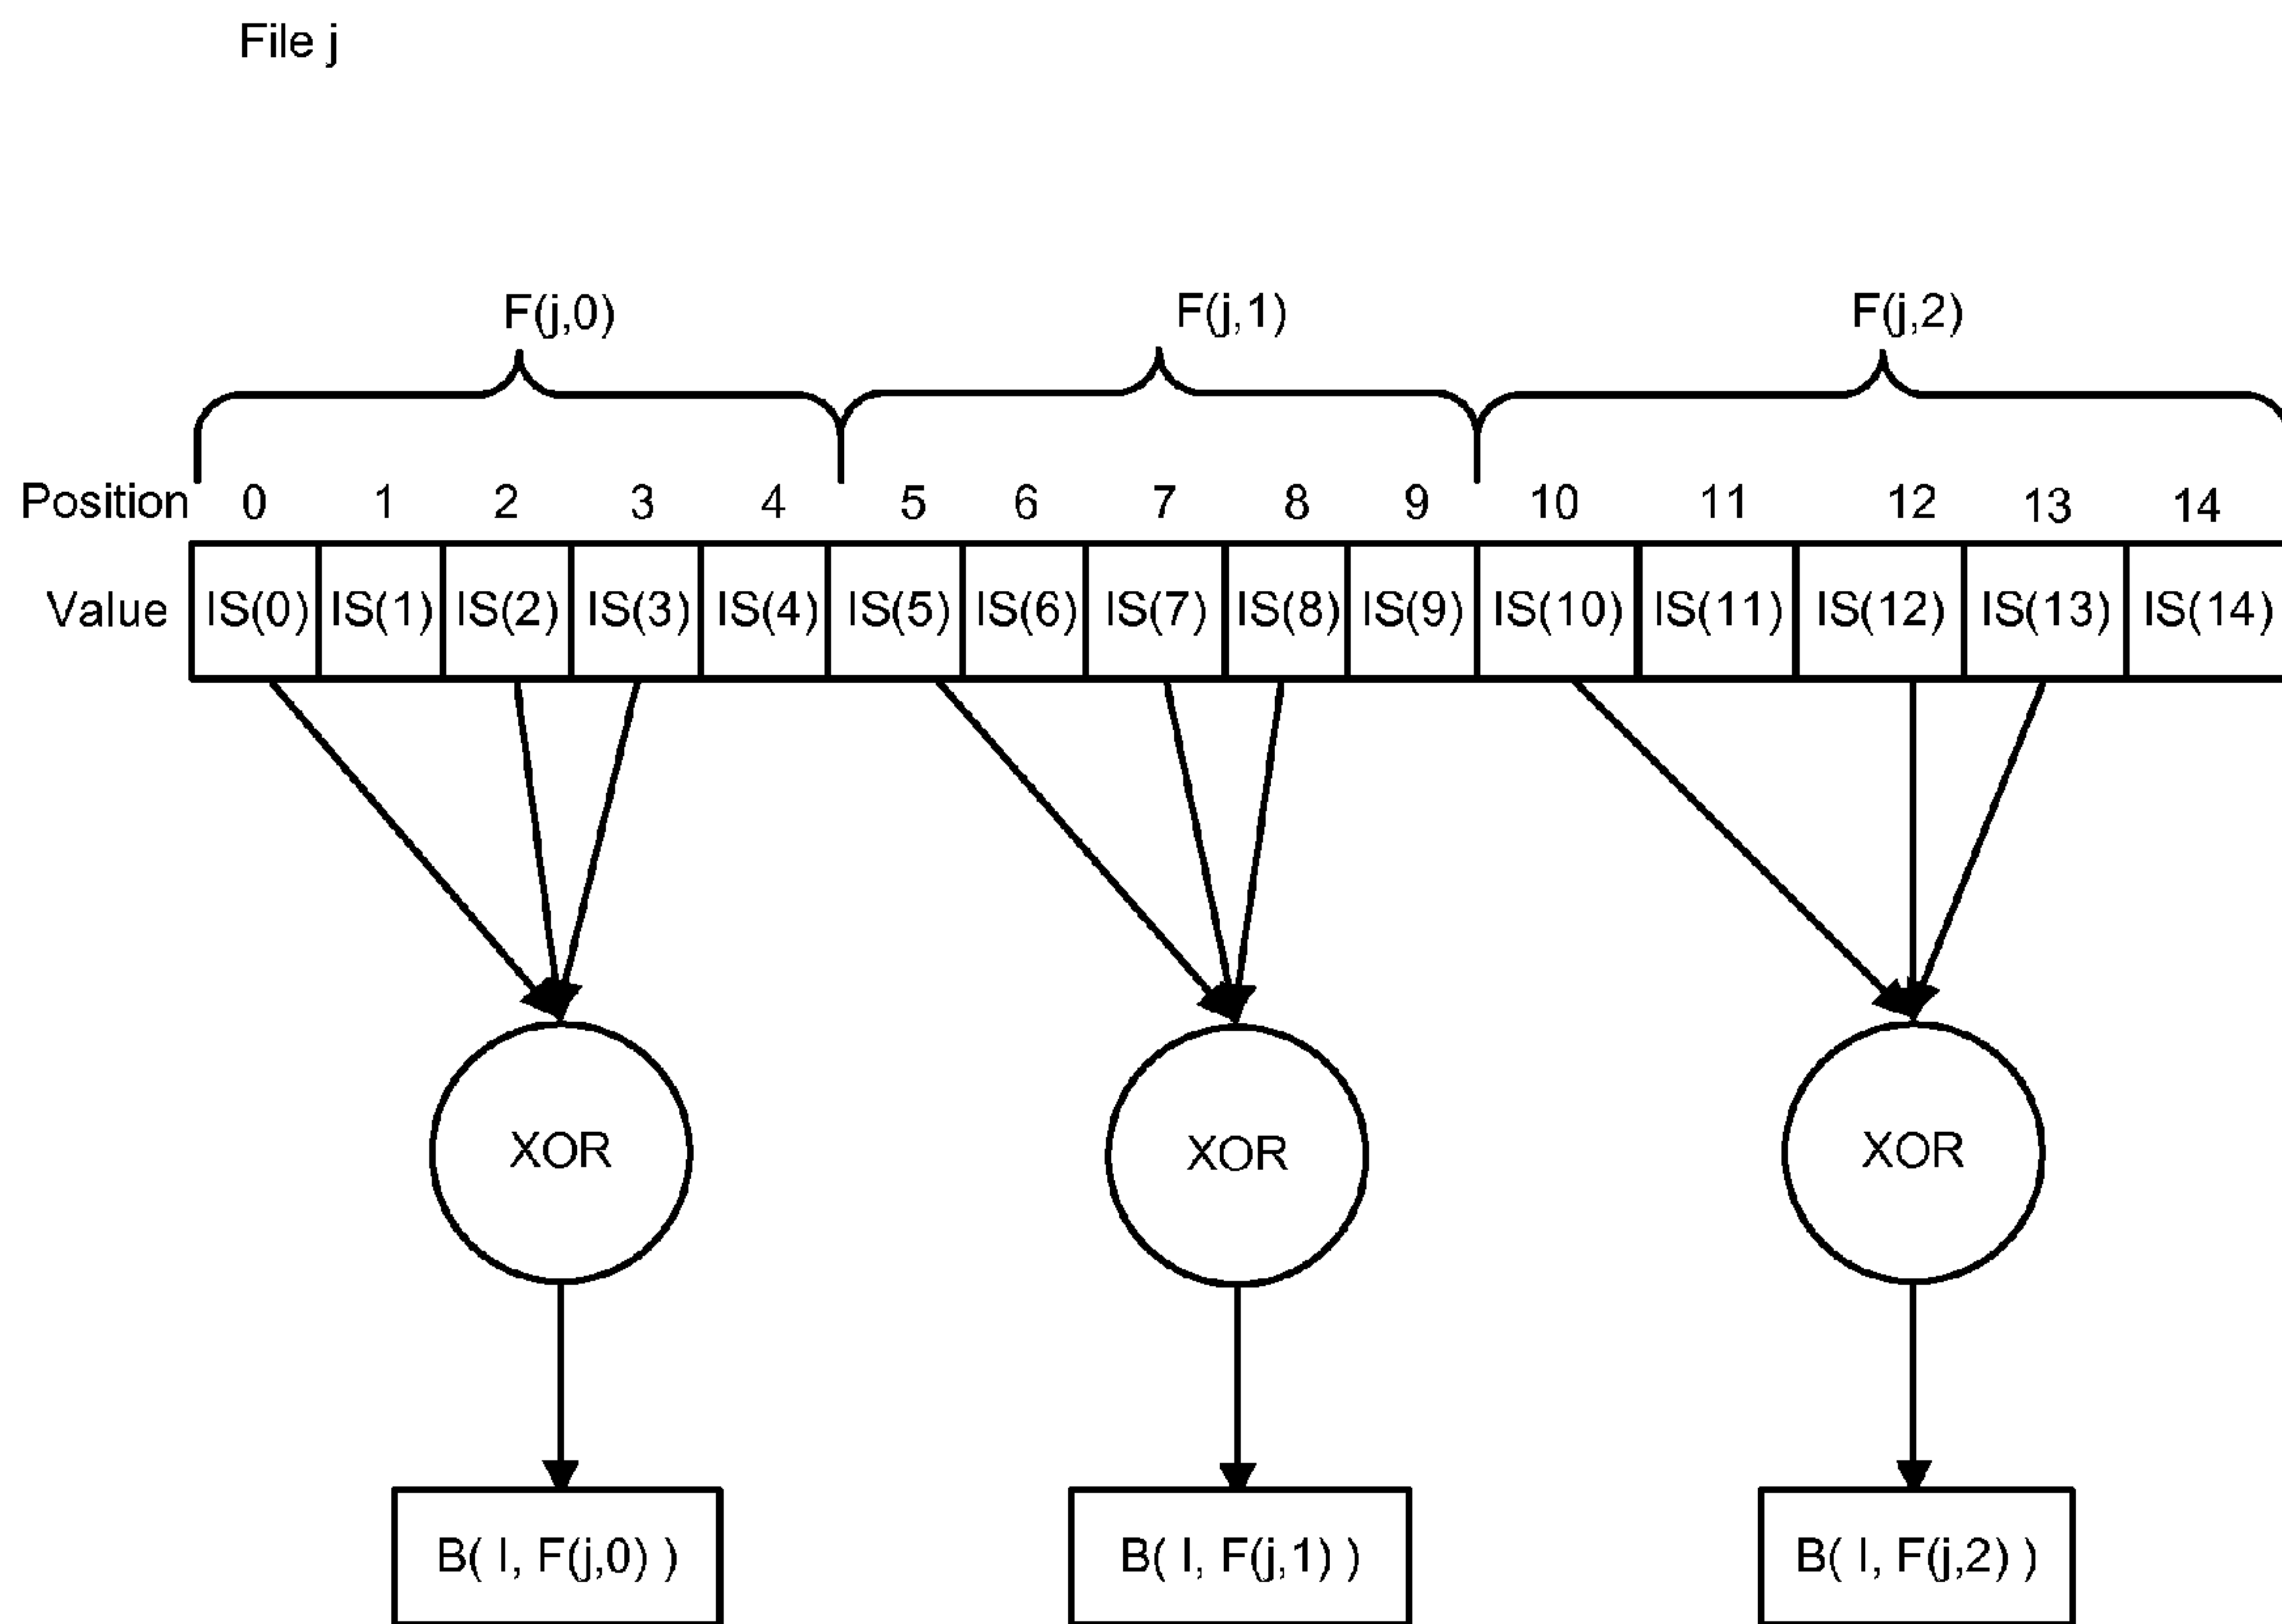 File j
F(j,0) F(j,1) F(j,2)
Position 0 1 2 3 4 5 6 7 8 9 10 11 12 13 14
Value IS(0) IS(1) IS(2) IS(3) IS(4) IS(5) IS(6) IS(7) IS(8) IS(9) IS(10) IS(11) IS(12) IS(13) IS(14)
XOR XOR XOR
B( I, F(j,0) ) B( I, F(j,1) ) B( I, F(j,2) )